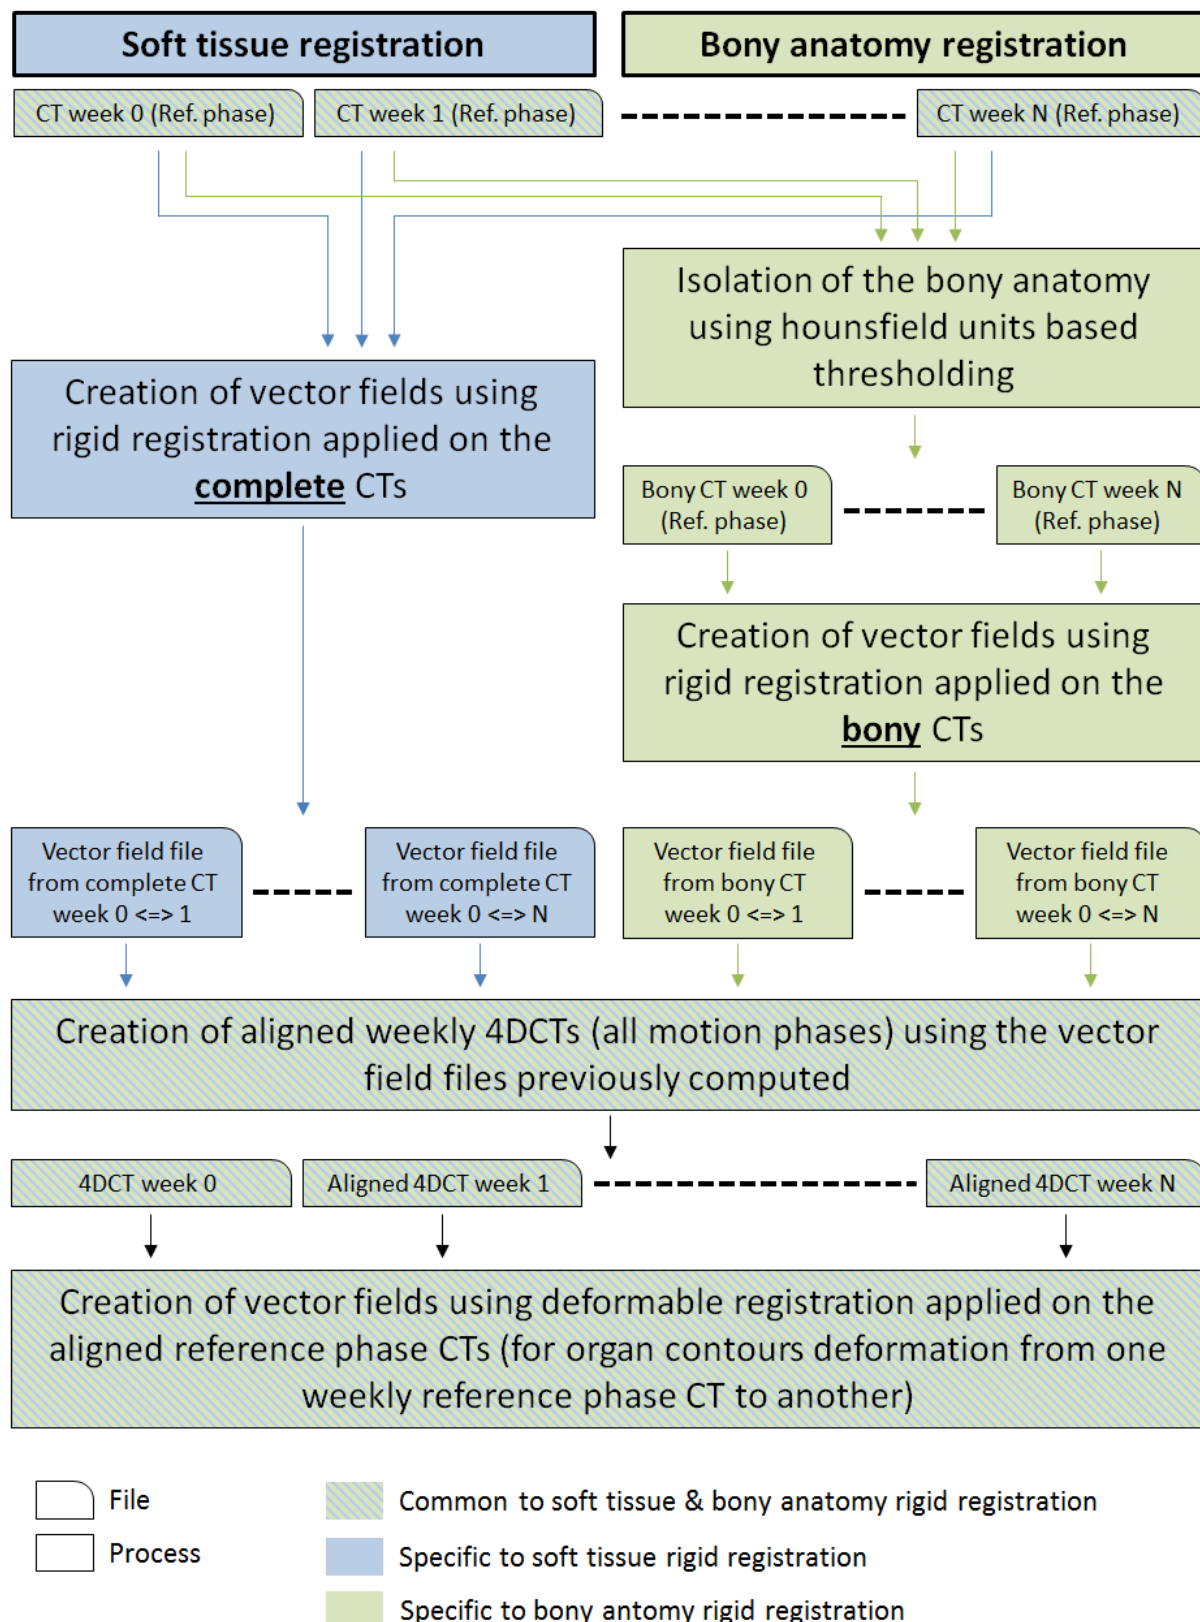 Soft tissue registration
Bony anatomy registration
CT week 0 (Ref. phase)
CT week 1 (Ref. phase)
CT week N (Ref. phase)
Isolation of the bony anatomy
using hounsfield units based
thresholding
Creation of vector fields using
rigid registration applied on the
complete CTs
Bony CT week 0
(Ref. phase)
Bony CT week N
(Ref. phase)
Creation of vector fields using
rigid registration applied on the
bony CTs
Vector field file
from complete CT
week 0 <=> 1
Vector field file
from complete CT
week 0 <=> N
Vector field file
from bony CT
week 0 <=> 1
Vector field file
from bony CT
week 0 <=> N
Creation of aligned weekly 4DCTs (all motion phases) using the vector
field files previously computed
4DCT week 0
Aligned 4DCT week 1
Aligned 4DCT week N
Creation of vector fields using deformable registration applied on the
aligned reference phase CTs (for organ contours deformation from one
weekly reference phase CT to another)
File
Process
Common to soft tissue & bony anatomy rigid registration
Specific to soft tissue rigid registration
Specific to bony antomy rigid registration